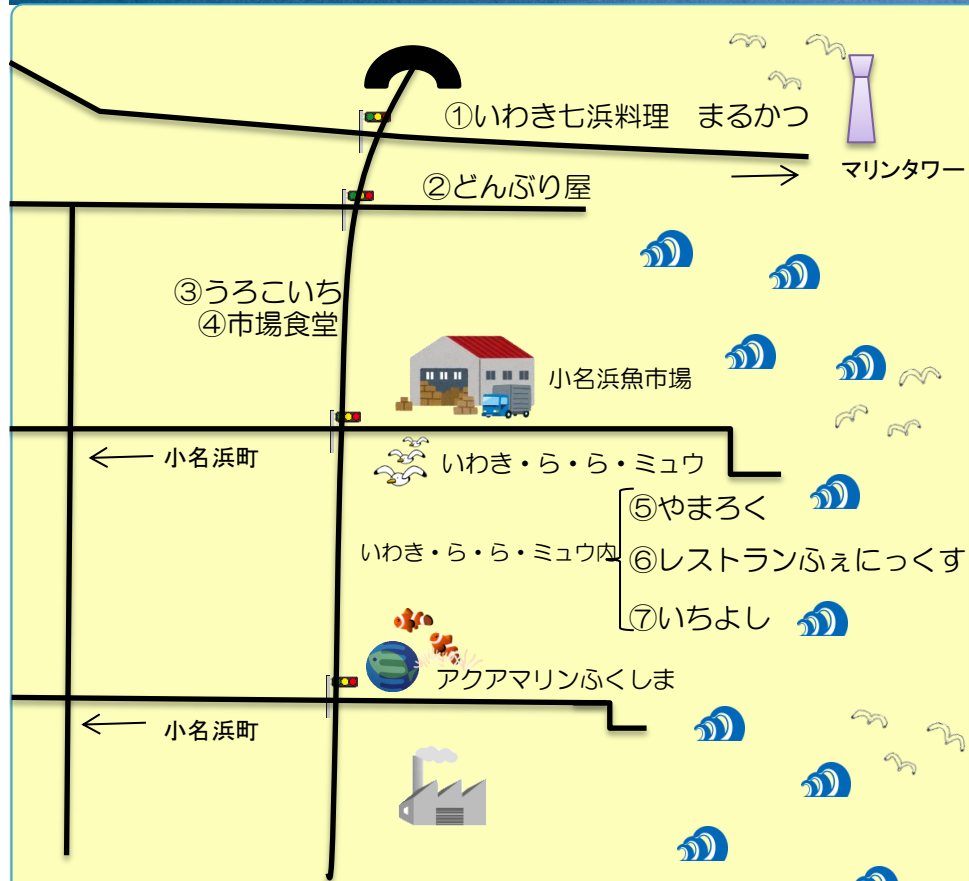 ①いわき七浜料理　まるかつ
マリンタワー
②どんぶり屋
③うろこいち
④市場食堂
小名浜魚市場
小名浜町
いわき・ら・ら・ミュウ
⑤やまろく
いわき・ら・ら・ミュウ内
⑥レストランふぇにっくす
⑦いちよし
アクアマリンふくしま
小名浜町